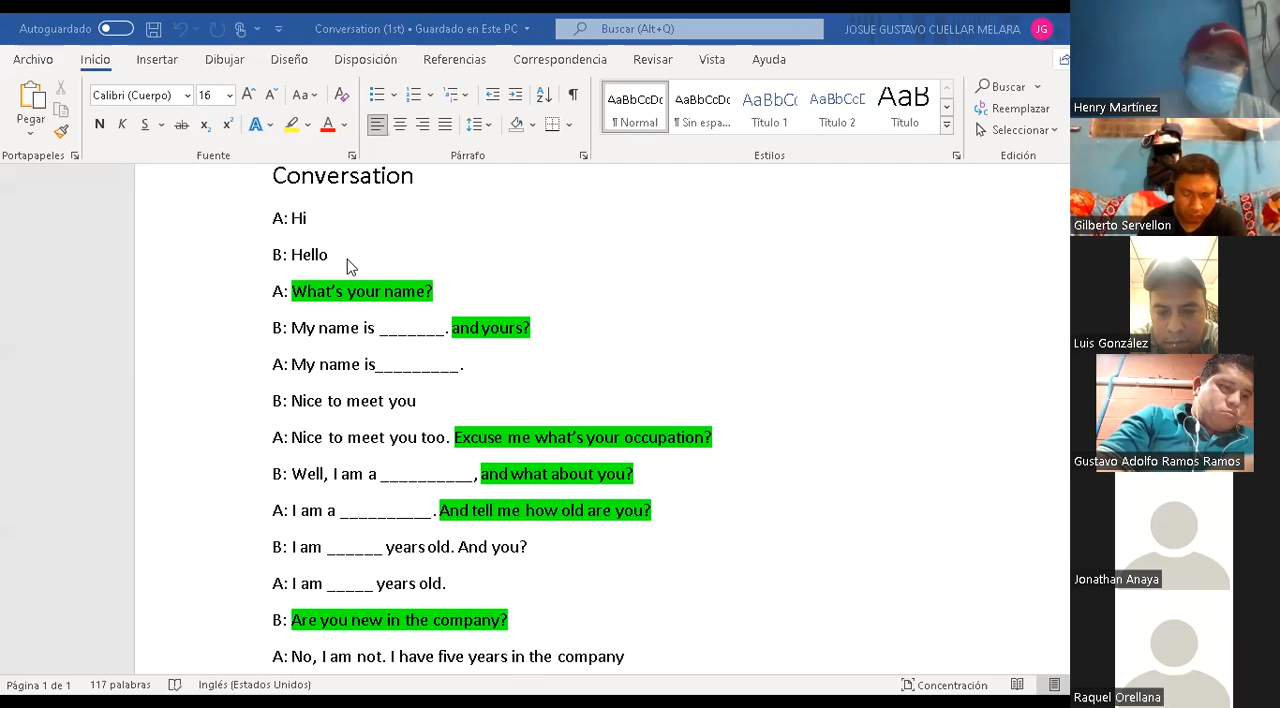 Autoguardado
Conversation (1st) • Guardado en Este PC
Buscar (Alt+Q)
JOSUE GUSTAVO CUELLAR MELARA
JG
Archivo Inicio Insertar Dibujar Diseño Disposición Referencias Correspondencia Revisar Vista Ayuda
Pegar
Calibri (Cuerpo) 16
N K S ab
AaBbCcDc AaBbCcDc AaBbCc AaBbCcD AaB
¶ Normal ¶ Sin espa... Título 1 Título 2 Título
Buscar
Reemplazar
Seleccionar
Portapapeles Fuente Párrafo Estilos Edición
Conversation
A: Hi
B: Hello
A: What's your name?
B: My name is _______. and yours?
A: My name is_________.
B: Nice to meet you
A: Nice to meet you too. Excuse me what's your occupation?
B: Well, I am a __________, and what about you?
A: I am a __________. And tell me how old are you?
B: I am ______ years old. And you?
A: I am _____ years old.
B: Are you new in the company?
A: No, I am not. I have five years in the company
Página 1 de 1 117 palabras Inglés (Estados Unidos) Concentración
Henry Martínez
Gilberto Servellon
Luis González
Gustavo Adolfo Ramos Ramos
Jonathan Anaya
Raquel Orellana